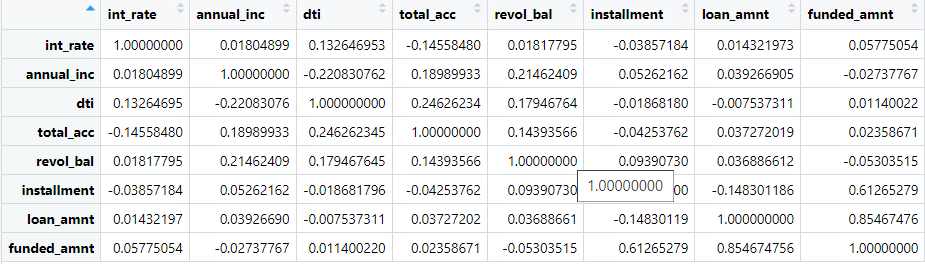 int_rate annual_inc dti total_acc revol_bal installment loan_amnt funded_amnt
int_rate 1.00000000 0.01804899 0.132646953 -0.14558480 0.01817795 -0.03857184 0.014321973 0.05775054
annual_inc 0.01804899 1.00000000 -0.220830762 0.18989933 0.21462409 0.05262162 0.039266905 -0.02737767
dti 0.13264695 -0.22083076 1.000000000 0.24626234 0.17946764 -0.01868180 -0.007537311 0.01140022
total_acc -0.14558480 0.18989933 0.246262345 1.00000000 0.14393566 -0.04253762 0.037272019 0.02358671
revol_bal 0.01817795 0.21462409 0.179467645 0.14393566 1.00000000 0.09390730 0.036886612 -0.05303515
installment -0.03857184 0.05262162 -0.018681796 -0.04253762 0.09390730 1.00000000 00 -0.148301186 0.61265279
loan_amnt 0.01432197 0.03926690 -0.007537311 0.03727202 0.03688661 -0.14830119 1.000000000 0.85467476
funded_amnt 0.05775054 -0.02737767 0.011400220 0.02358671 -0.05303515 0.61265279 0.854674756 1.00000000